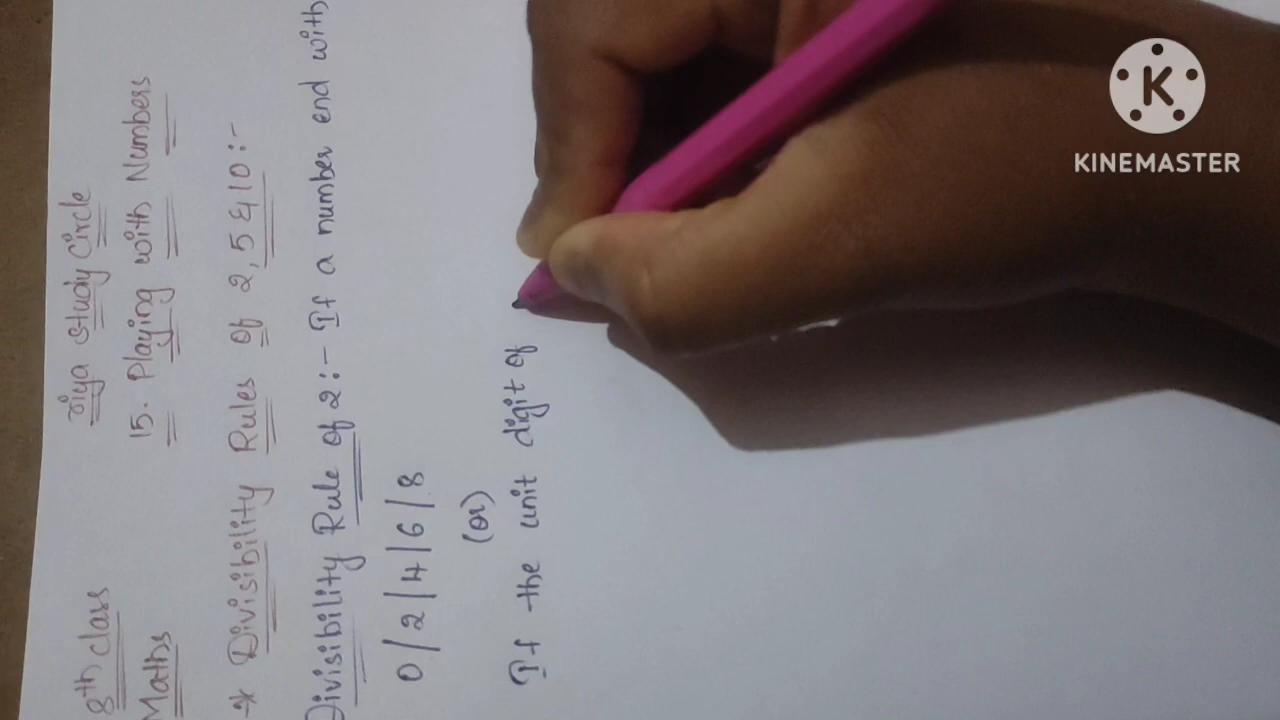 8th class
Riya Study Circle
Maths
15. Playing with Numbers
* Divisibility Rules of 2, 5 & 10:-
Divisibility Rule of 2:- If a number end with
0/2/4/6/8
(or)
If the unit digit of
KINEMASTER